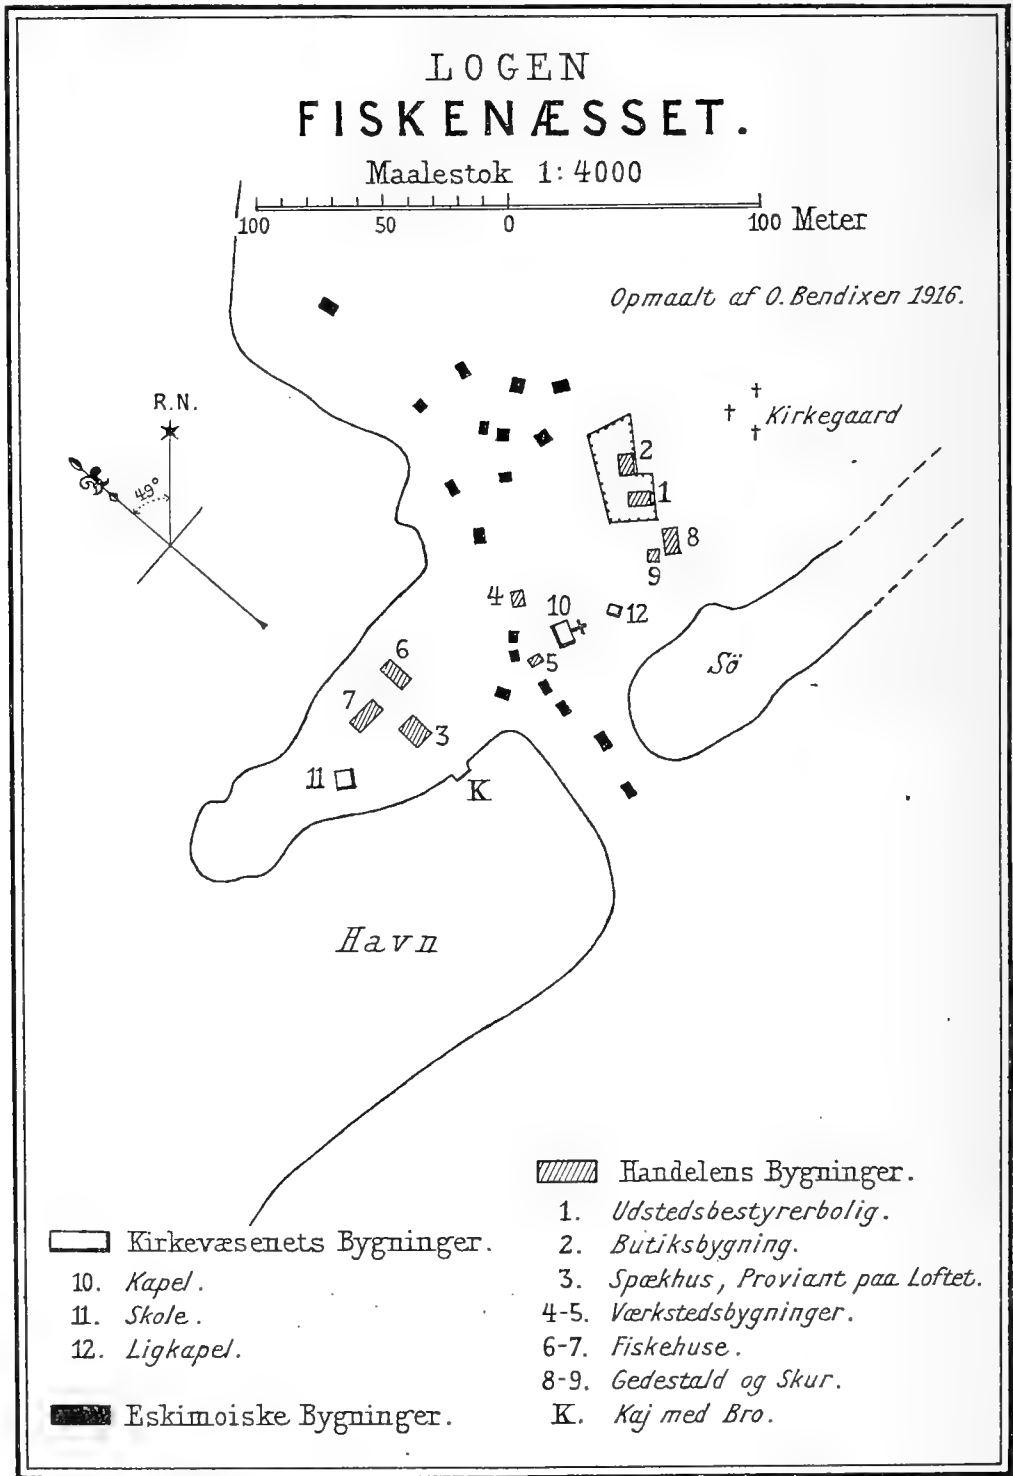 LOGEN
FISKENÆSSET.
Maalestok 1:4000
100 50 0 100 Meter
Opmaalt af O. Bendixen 1916.
R.N.
49°
Kirkegaard
2
1
8
9
4
10
12
5
6
7
3
11
Sö
K
Havn
Kirkevæsenets Bygninger.
10. Kapel.
11. Skole.
12. Ligkapel.
Eskimoiske Bygninger.
Handelens Bygninger.
1. Udstedsbestyrerbolig.
2. Butiksbygning.
3. Spækhus, Proviant paa Loftet.
4-5. Værkstedsbygninger.
6-7. Fiskehuse.
8-9. Gedestald og Skur.
K. Kaj med Bro.